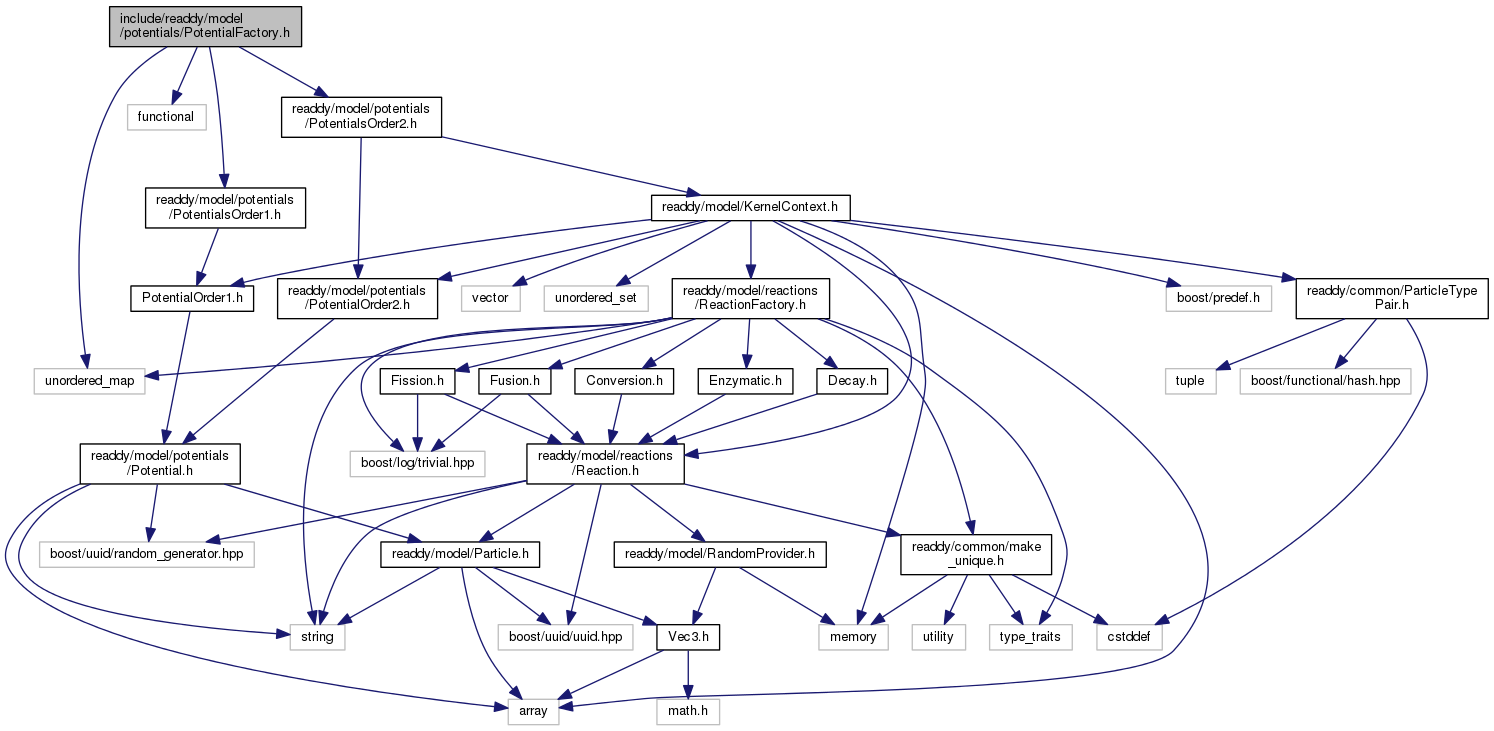 include/readdy/model
/potentials/PotentialFactory.h
functional
readdy/model/potentials
/PotentialsOrder2.h
readdy/model/potentials
/PotentialsOrder1.h
readdy/model/KernelContext.h
PotentialOrder1.h
readdy/model/potentials
/PotentialOrder2.h
vector
unordered_set
readdy/model/reactions
/ReactionFactory.h
boost/predef.h
readdy/common/ParticleType
Pair.h
unordered_map
Fission.h
Fusion.h
Conversion.h
Enzymatic.h
Decay.h
tuple
boost/functional/hash.hpp
readdy/model/potentials
/Potential.h
boost/log/trivial.hpp
readdy/model/reactions
/Reaction.h
boost/uuid/random_generator.hpp
readdy/model/Particle.h
readdy/model/RandomProvider.h
readdy/common/make
_unique.h
string
boost/uuid/uuid.hpp
Vec3.h
memory
utility
type_traits
cstddef
array
math.h